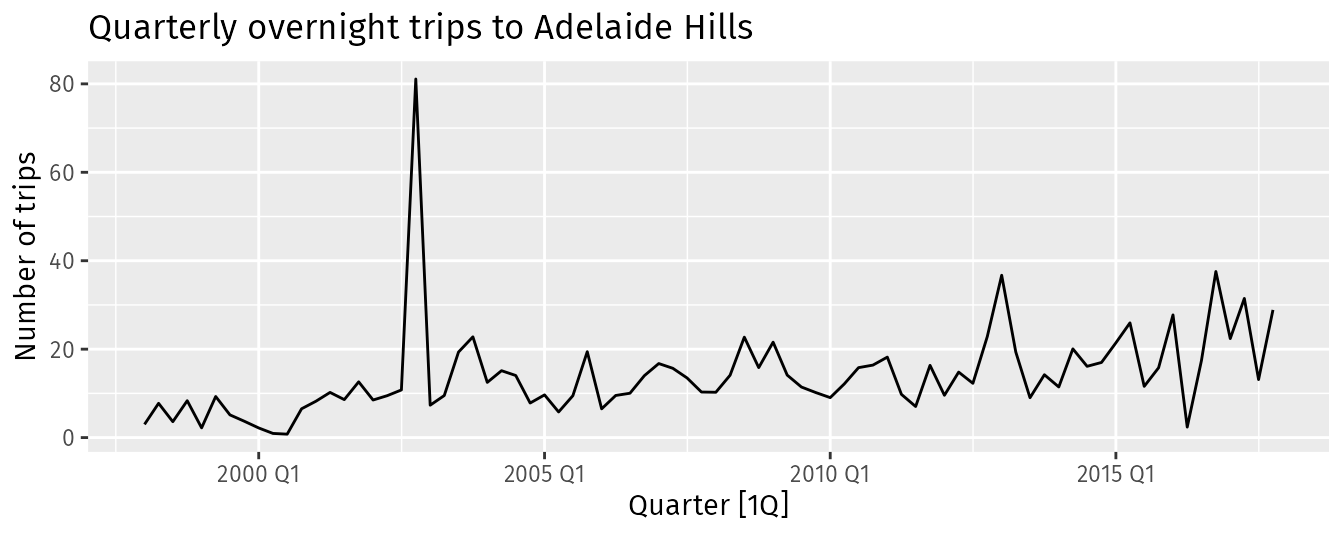 Quarterly overnight trips to Adelaide Hills
Number of trips
80
60
40
20
0
2000 Q1 2005 Q1 2010 Q1 2015 Q1
Quarter [1Q]